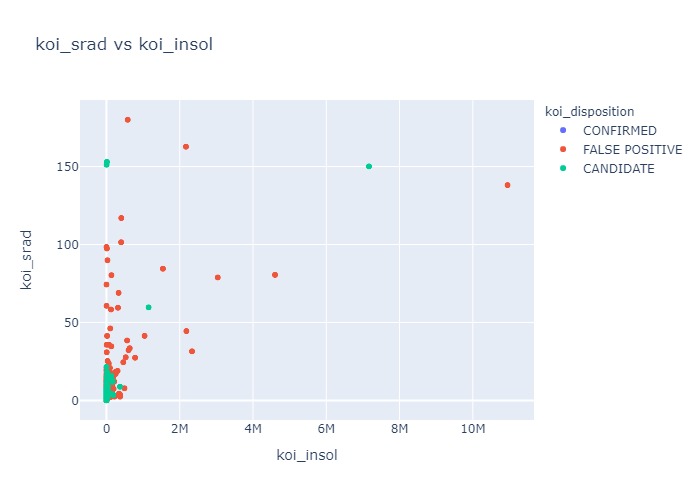 koi_srad vs koi_insol
koi_disposition
CONFIRMED
FALSE POSITIVE
CANDIDATE
150
100
50
0
koi_srad
0
2M
4M
6M
8M
10M
koi_insol